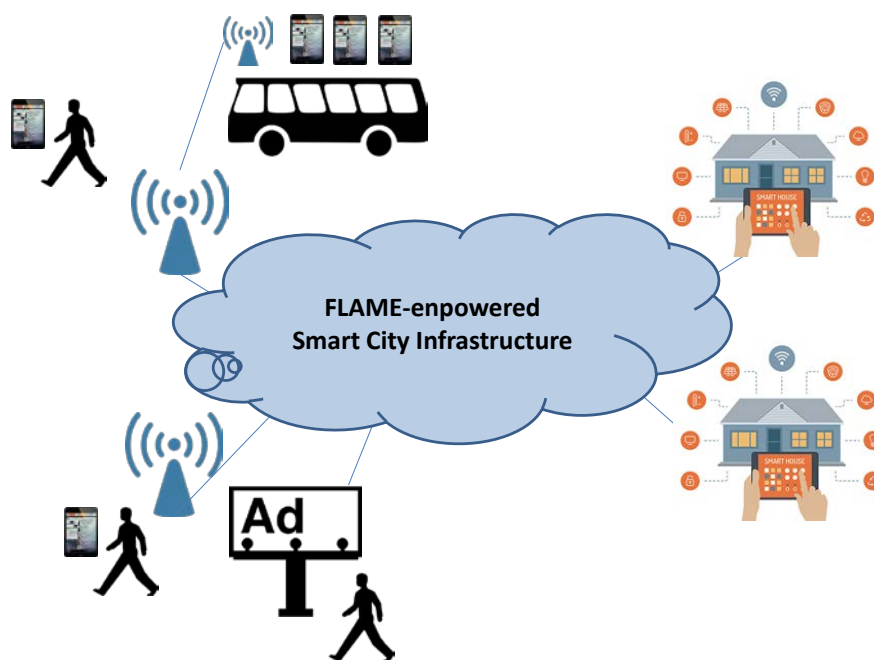 SMART HOUSE
FLAME-enpowered
Smart City Infrastructure
SMART HOUSE
Ad